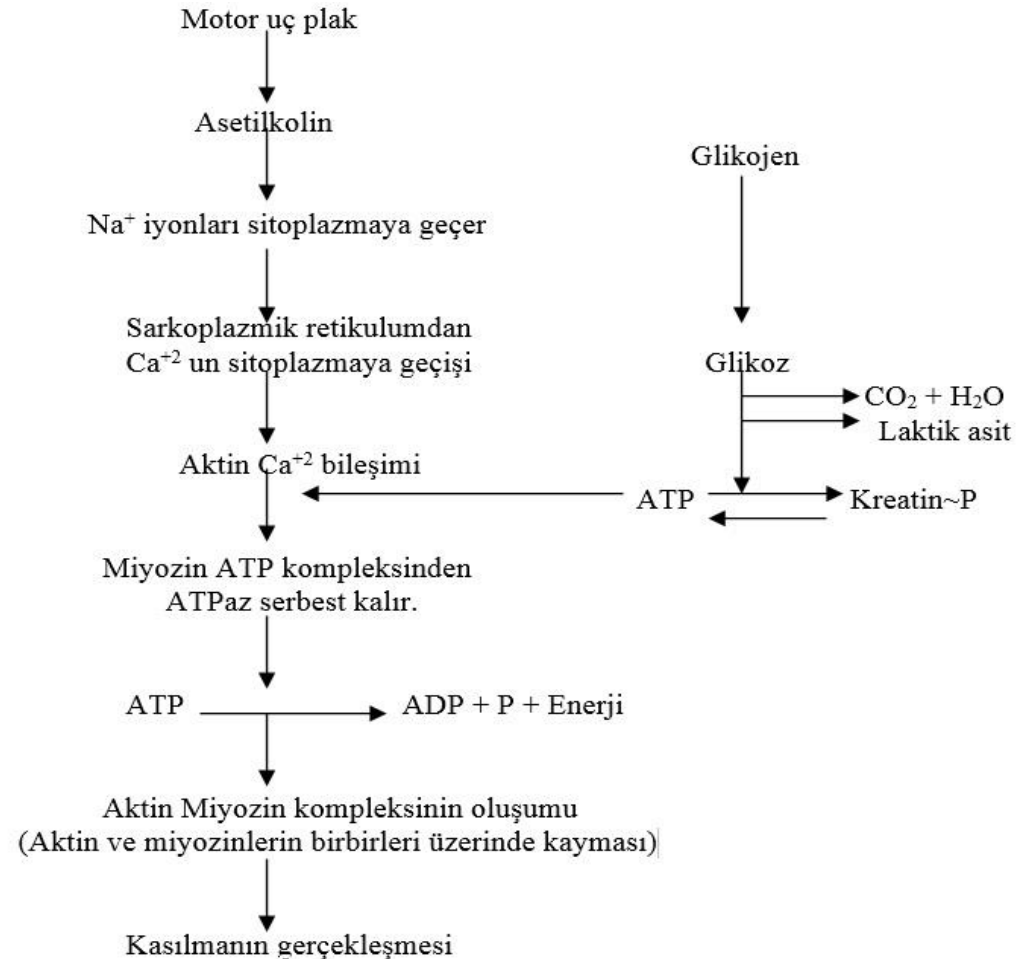 Motor uç plak
Asetilkolin
Glikojen
Na⁺ iyonları sitoplazmaya geçer
Sarkoplazmik retikulumdan
Ca⁺² un sitoplazmaya geçişi
Glikoz
CO₂ + H₂O
Laktik asit
Aktin Ca⁺² bileşimi
ATP
Kreatin~P
Miyozin ATP kompleksinden
ATPaz serbest kalır.
ATP
ADP + P + Enerji
Aktin Miyozin kompleksinin oluşumu
(Aktin ve miyozinlerin birbirleri üzerinde kayması)
Kasılmanın gerçekleşmesi